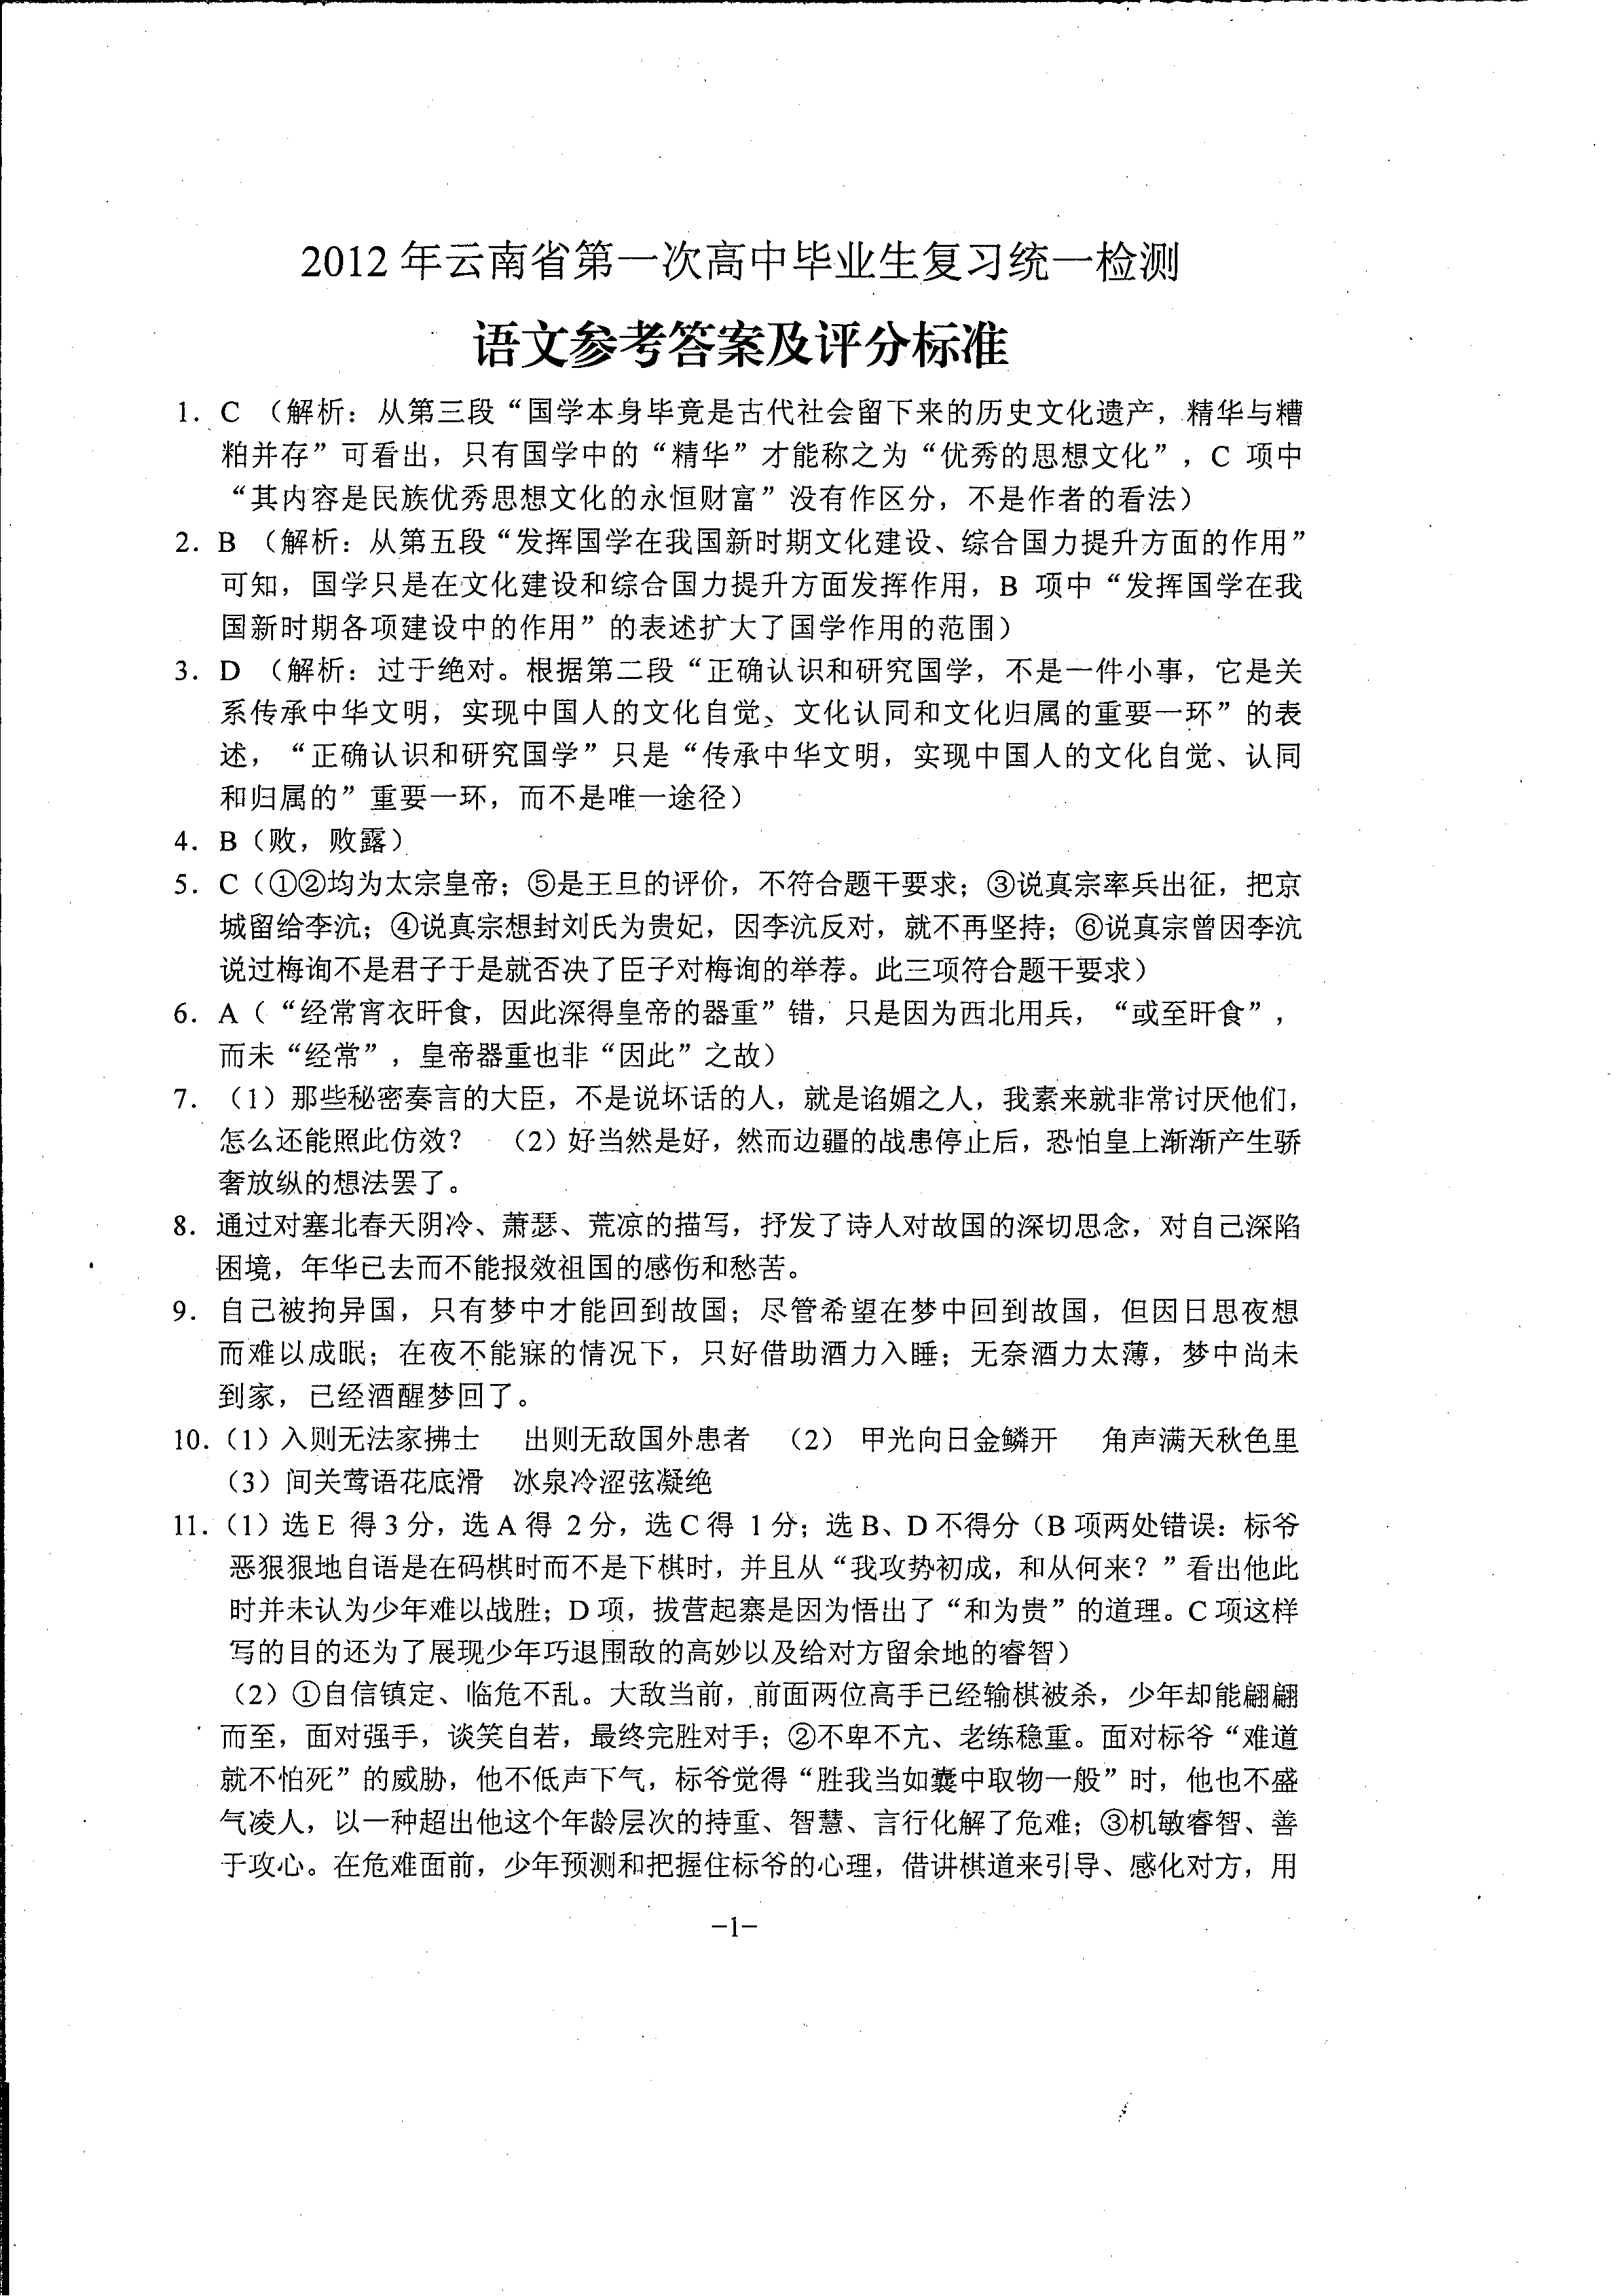 2012年云南省第一次高中毕业生复习统一检测
语文参考答案及评分标准
1. C （解析：从第三段“国学本身毕竟是古代社会留下来的历史文化遗产，精华与糟
粕并存”可看出，只有国学中的“精华”才能称之为“优秀的思想文化”，C 项中
“其内容是民族优秀思想文化的永恒财富”没有作区分，不是作者的看法）
2. B （解析：从第五段“发挥国学在我国新时期文化建设、综合国力提升方面的作用”
可知，国学只是在文化建设和综合国力提升方面发挥作用，B 项中“发挥国学在我
国新时期各项建设中的作用”的表述扩大了国学作用的范围）
3. D （解析：过于绝对。根据第二段“正确认识和研究国学，不是一件小事，它是关
系传承中华文明，实现中国人的文化自觉、文化认同和文化归属的重要一环”的表
述，“正确认识和研究国学”只是“传承中华文明，实现中国人的文化自觉、认同
和归属的”重要一环，而不是唯一途径）
4. B（败，败露）
5. C（①②均为太宗皇帝；⑤是王旦的评价，不符合题干要求；③说真宗率兵出征，把京
城留给李沆；④说真宗想封刘氏为贵妃，因李沆反对，就不再坚持；⑥说真宗曾因李沆
说过梅询不是君子于是就否决了臣子对梅询的举荐。此三项符合题干要求）
6. A（“经常宵衣旰食，因此深得皇帝的器重”错，只是因为西北用兵，“或至旰食”，
而未“经常”，皇帝器重也非“因此”之故）
7. （1）那些秘密奏言的大臣，不是说坏话的人，就是谄媚之人，我素来就非常讨厌他们，
怎么还能照此仿效？ （2）好当然是好，然而边疆的战患停止后，恐怕皇上渐渐产生骄
奢放纵的想法罢了。
8. 通过对塞北春天阴冷、萧瑟、荒凉的描写，抒发了诗人对故国的深切思念，对自己深陷
困境，年华已去而不能报效祖国的感伤和愁苦。
9. 自己被拘异国，只有梦中才能回到故国；尽管希望在梦中回到故国，但因日思夜想
而难以成眠；在夜不能寐的情况下，只好借助酒力入睡；无奈酒力太薄，梦中尚未
到家，已经酒醒梦回了。
10.（1）入则无法家拂士 出则无敌国外患者 （2） 甲光向日金鳞开 角声满天秋色里
（3）间关莺语花底滑 冰泉冷涩弦凝绝
11.（1）选 E 得 3 分，选 A 得 2 分，选 C 得 1 分；选 B、D 不得分（B 项两处错误：标爷
恶狠狠地自语是在码棋时而不是下棋时，并且从“我攻势初成，和从何来？”看出他此
时并未认为少年难以战胜；D 项，拔营起寨是因为悟出了“和为贵”的道理。C 项这样
写的目的还为了展现少年巧退围敌的高妙以及给对方留余地的睿智）
（2）①自信镇定、临危不乱。大敌当前，前面两位高手已经输棋被杀，少年却能翩翩
而至，面对强手，谈笑自若，最终完胜对手；②不卑不亢、老练稳重。面对标爷“难道
就不怕死”的威胁，他不低声下气，标爷觉得“胜我当如囊中取物一般”时，他也不盛
气凌人，以一种超出他这个年龄层次的持重、智慧、言行化解了危难；③机敏睿智、善
于攻心。在危难面前，少年预测和把握住标爷的心理，借讲棋道来引导、感化对方，用
-1-